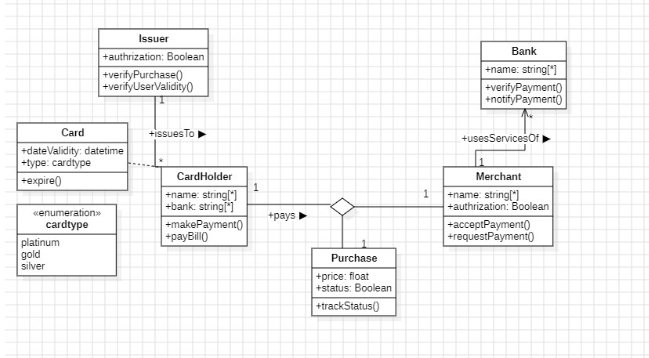 Issuer
+authrization: Boolean
+verifyPurchase()
+verifyUserValidity()
1
+issuesTo ▶
*
Bank
+name: string[*]
+verifyPayment()
+notifyPayment()
*
+usesServicesOf ▶
1
Card
+dateValidity: datetime
+type: cardtype
+expire()
«enumeration»
cardtype
platinum
gold
silver
CardHolder
+name: string[*]
+bank: string[*]
+makePayment()
+payBill()
1
+pays ▶
1
Merchant
+name: string[*]
+authrization: Boolean
+acceptPayment()
+requestPayment()
1
Purchase
+price: float
+status: Boolean
+trackStatus()